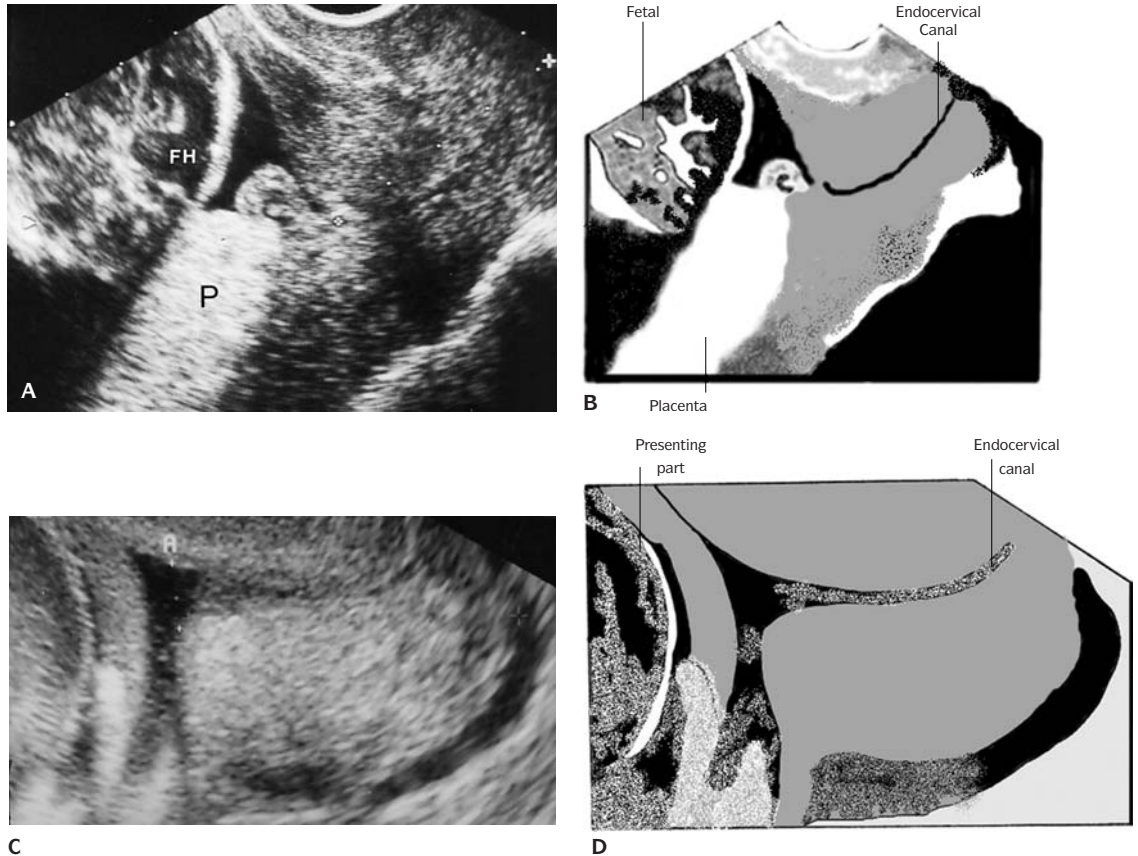 Fetal
Endocervical
Canal
FH
P
A
B
Placenta
Presenting
part
Endocervical
canal
A
C
D